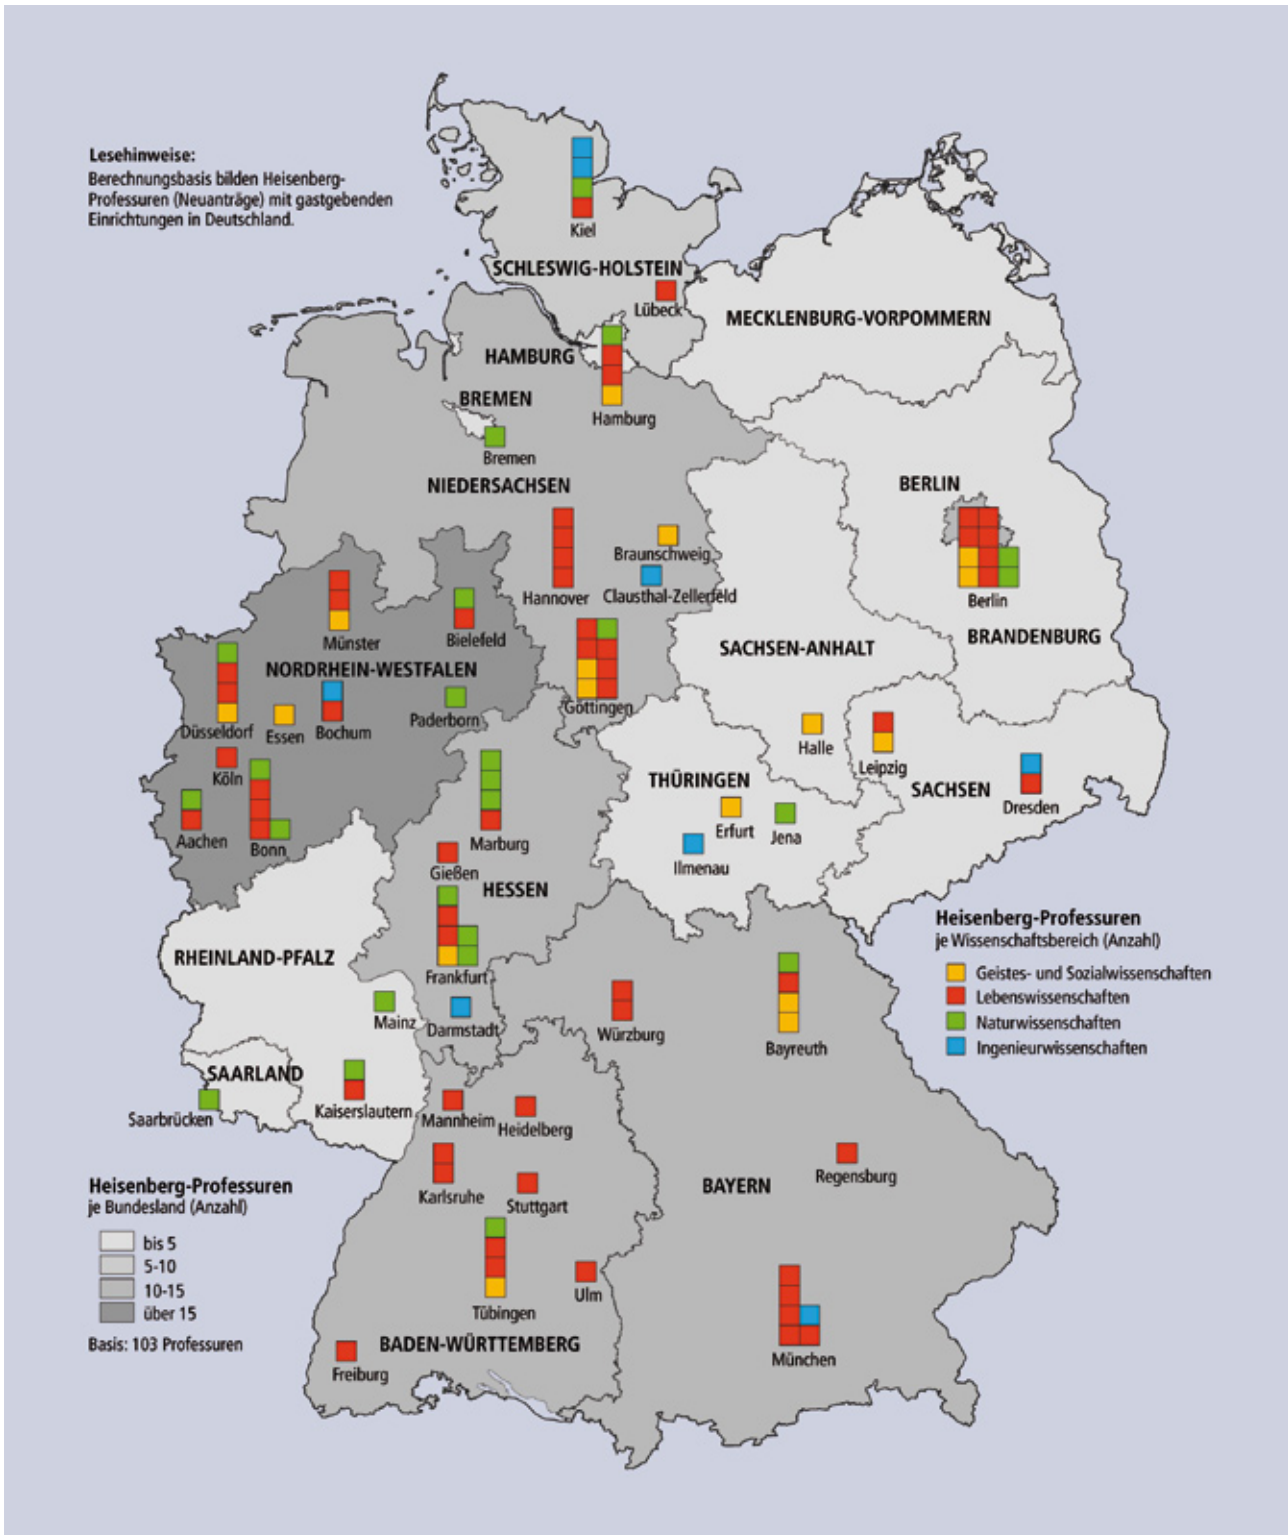 Lesehinweise:
Berechnungsbasis bilden Heisenberg-
Professuren (Neuanträge) mit gastgebenden
Einrichtungen in Deutschland.
Kiel
SCHLESWIG-HOLSTEIN
Lübeck
MECKLENBURG-VORPOMMERN
HAMBURG
Hamburg
BREMEN
Bremen
NIEDERSACHSEN
BERLIN
Berlin
BRANDENBURG
Braunschweig
Hannover
Clausthal-Zellerfeld
Münster
Bielefeld
NORDRHEIN-WESTFALEN
SACHSEN-ANHALT
Göttingen
Paderborn
Düsseldorf
Essen
Bochum
Halle
Leipzig
Köln
THÜRINGEN
SACHSEN
Dresden
Aachen
Bonn
Marburg
Erfurt
Jena
Ilmenau
Gießen
HESSEN
Frankfurt
RHEINLAND-PFALZ
Mainz
Darmstadt
Würzburg
Bayreuth
Heisenberg-Professuren
je Wissenschaftsbereich (Anzahl)
Geistes- und Sozialwissenschaften
Lebenswissenschaften
Naturwissenschaften
Ingenieurwissenschaften
SAARLAND
Saarbrücken
Kaiserslautern
Mannheim
Heidelberg
Karlsruhe
Stuttgart
BAYERN
Regensburg
Tübingen
Ulm
München
BADEN-WÜRTTEMBERG
Freiburg
Heisenberg-Professuren
je Bundesland (Anzahl)
bis 5
5-10
10-15
über 15
Basis: 103 Professuren